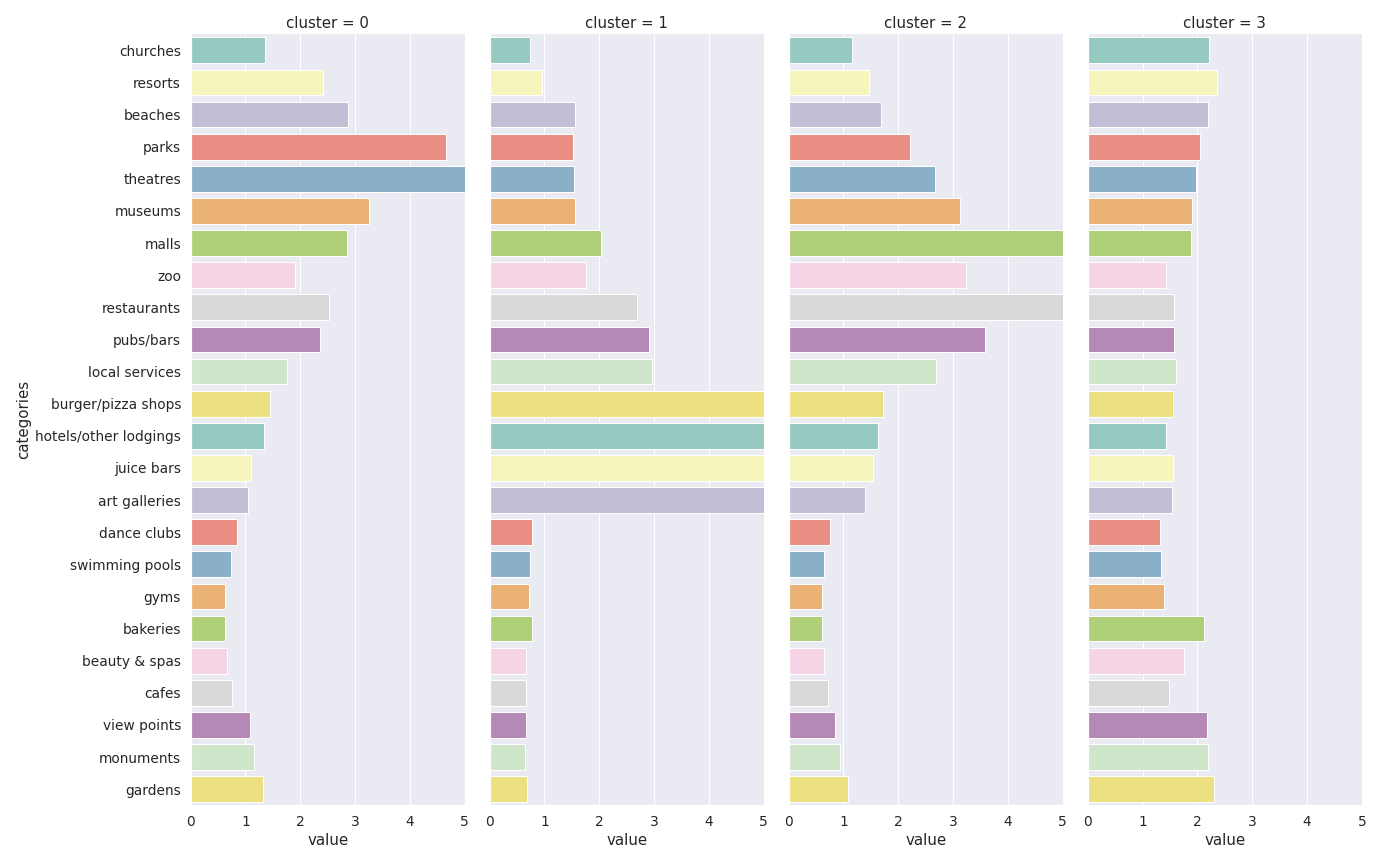 cluster = 0
cluster = 1
cluster = 2
cluster = 3
categories
churches
resorts
beaches
parks
theatres
museums
malls
zoo
restaurants
pubs/bars
local services
burger/pizza shops
hotels/other lodgings
juice bars
art galleries
dance clubs
swimming pools
gyms
bakeries
beauty & spas
cafes
view points
monuments
gardens
0 1 2 3 4 5
0 1 2 3 4 5
0 1 2 3 4 5
0 1 2 3 4 5
value
value
value
value